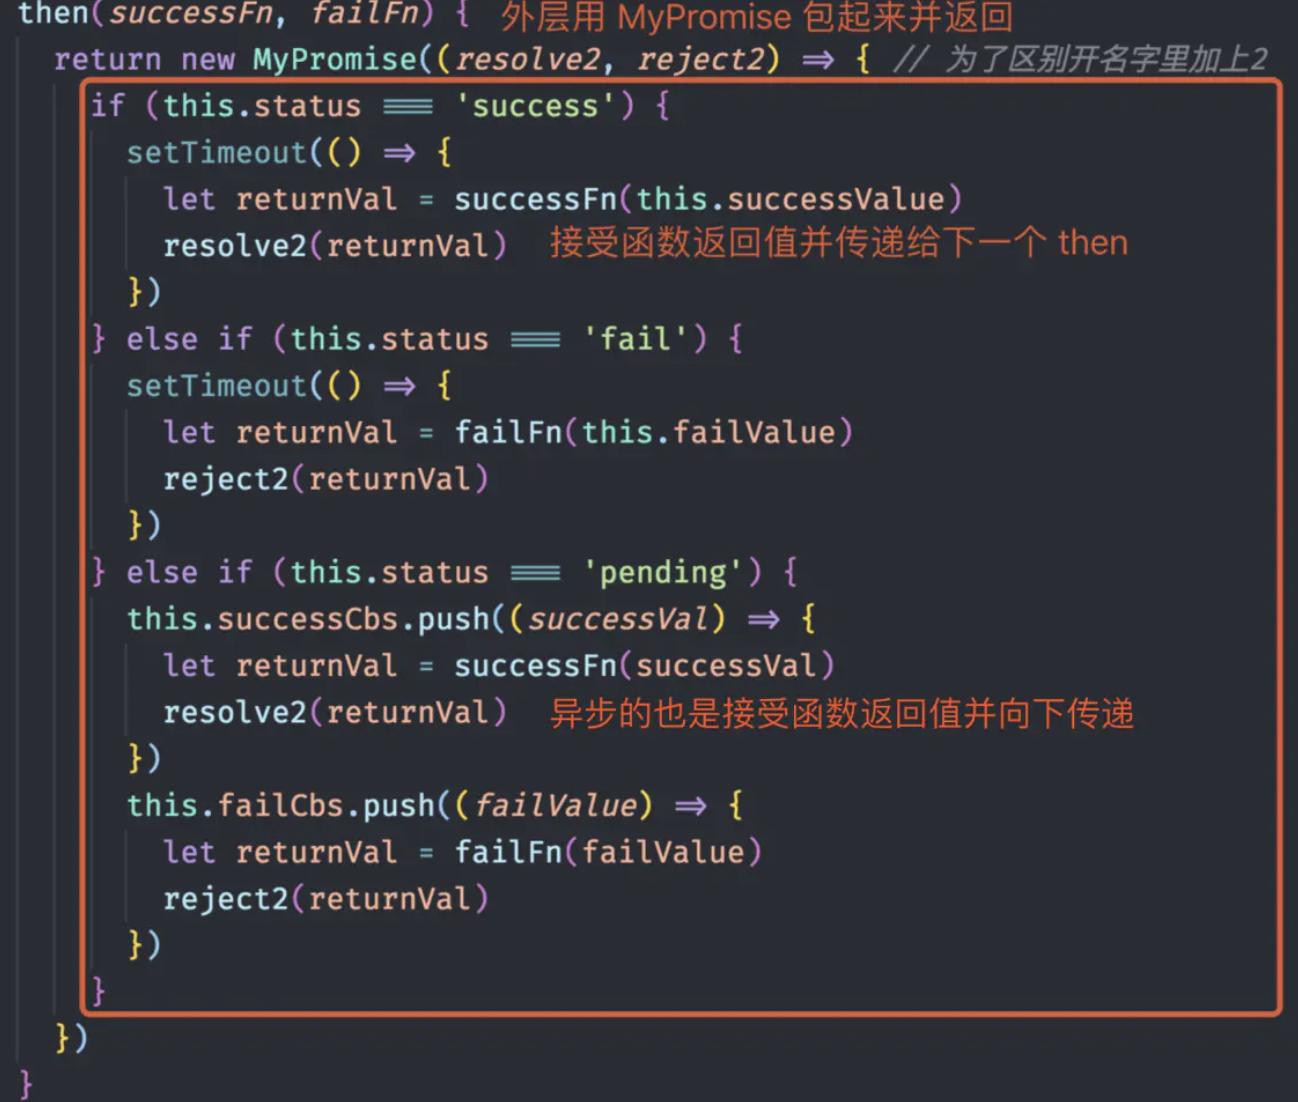 then(successFn, failFn) { 外层用 MyPromise 包起来并返回
return new MyPromise((resolve2, reject2) => { // 为了区别开名字里加上2
if (this.status === 'success') {
setTimeout(() => {
let returnVal = successFn(this.successValue)
resolve2(returnVal) 接受函数返回值并传递给下一个 then
})
} else if (this.status === 'fail') {
setTimeout(() => {
let returnVal = failFn(this.failValue)
reject2(returnVal)
})
} else if (this.status === 'pending') {
this.successCbs.push((successVal) => {
let returnVal = successFn(successVal)
resolve2(returnVal) 异步的也是接受函数返回值并向下传递
})
this.failCbs.push((failValue) => {
let returnVal = failFn(failValue)
reject2(returnVal)
})
}
})
}